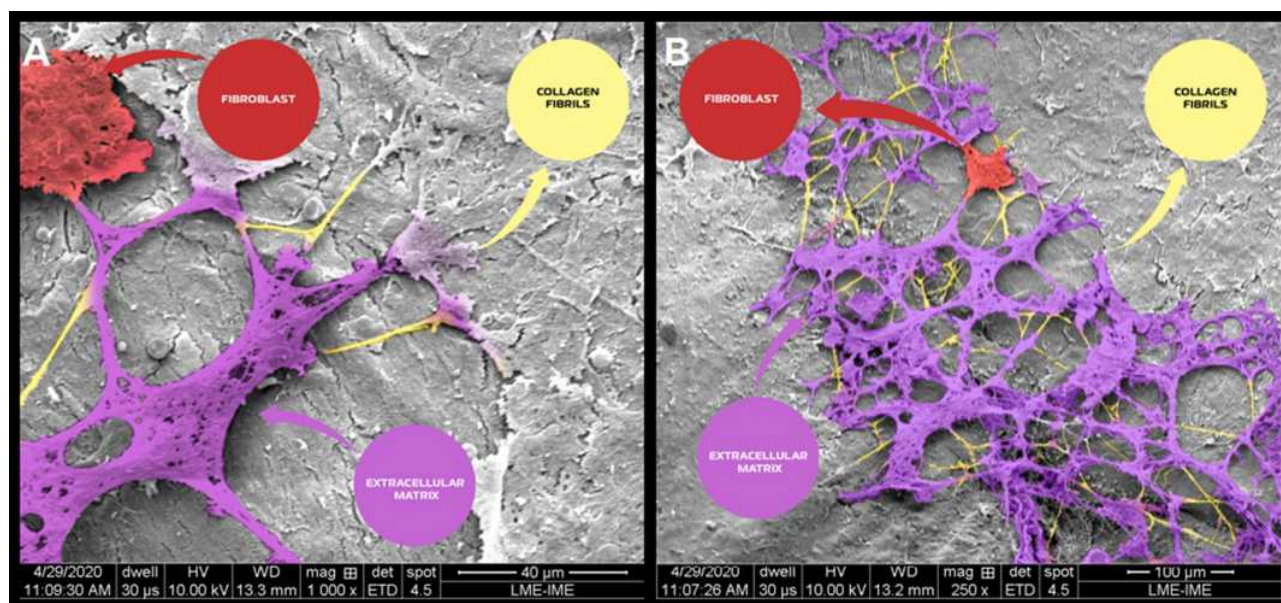 A
FIBROBLAST
COLLAGEN
FIBRILS
EXTRACELLULAR
MATRIX
4/29/2020 dwell HV WD mag det spot 40 µm
11:09:30 AM 30 µs 10.00 kV 13.3 mm 1 000 x ETD 4.5 LME-IME
B
FIBROBLAST
COLLAGEN
FIBRILS
EXTRACELLULAR
MATRIX
4/29/2020 dwell HV WD mag det spot 100 µm
11:07:26 AM 30 µs 10.00 kV 13.2 mm 250 x ETD 4.5 LME-IME